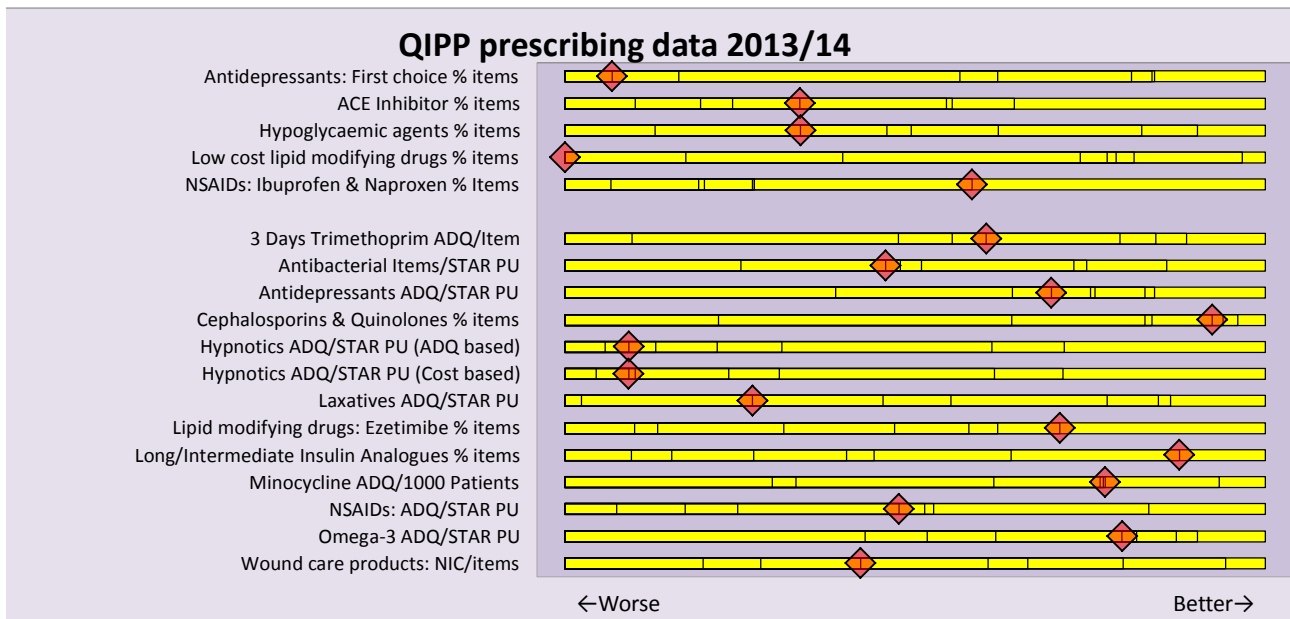 QIPP prescribing data 2013/14
Antidepressants: First choice % items
ACE Inhibitor % items
Hypoglycaemic agents % items
Low cost lipid modifying drugs % items
NSAIDs: Ibuprofen & Naproxen % Items
3 Days Trimethoprim ADQ/Item
Antibacterial Items/STAR PU
Antidepressants ADQ/STAR PU
Cephalosporins & Quinolones % items
Hypnotics ADQ/STAR PU (ADQ based)
Hypnotics ADQ/STAR PU (Cost based)
Laxatives ADQ/STAR PU
Lipid modifying drugs: Ezetimibe % items
Long/Intermediate Insulin Analogues % items
Minocycline ADQ/1000 Patients
NSAIDs: ADQ/STAR PU
Omega-3 ADQ/STAR PU
Wound care products: NIC/items
←Worse Better→